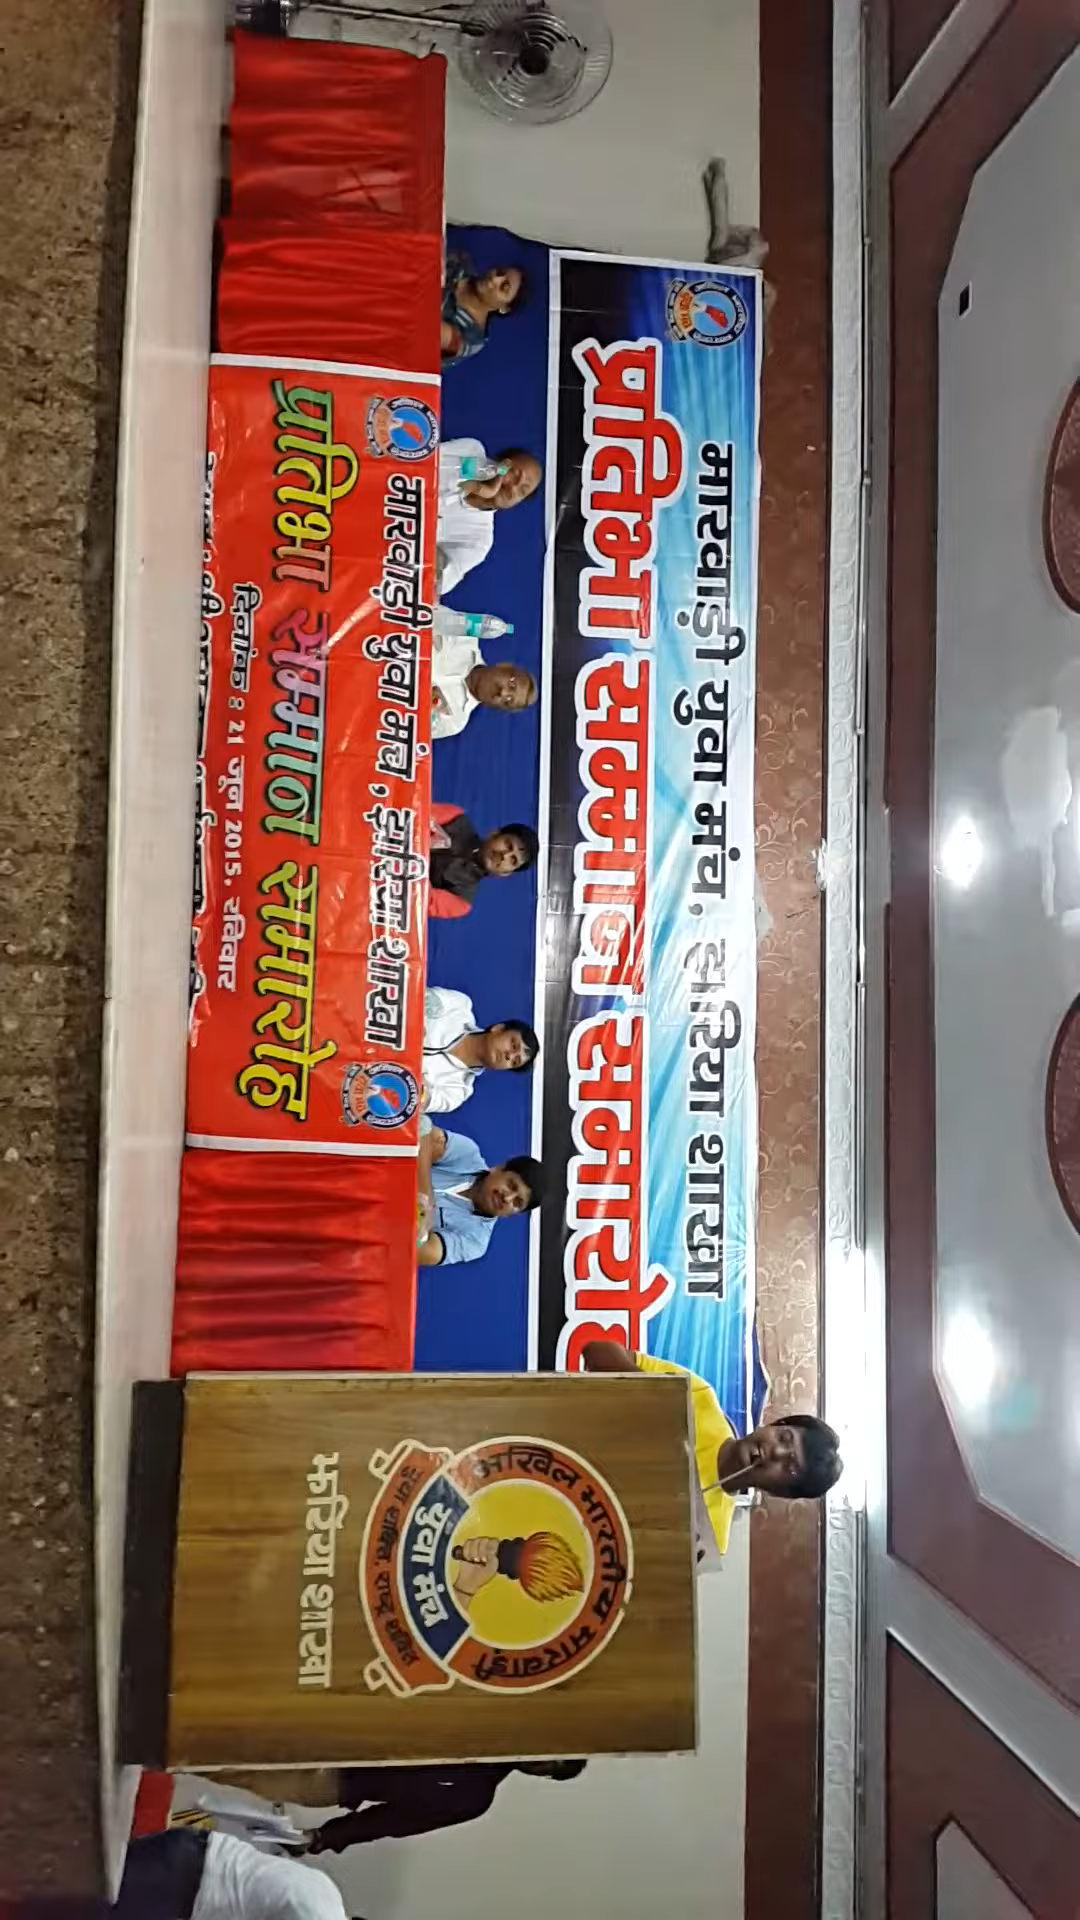 मारवाड़ी युवा मंच, झरिया शाखा
प्रतिभा सम्मान समारोह
मारवाड़ी युवा मंच, झरिया शाखा
प्रतिभा सम्मान समारोह
दिनांक : 21 जून 2015, रविवार
अखिल भारतीय मारवाड़ी
युवा मंच
झरिया शाखा